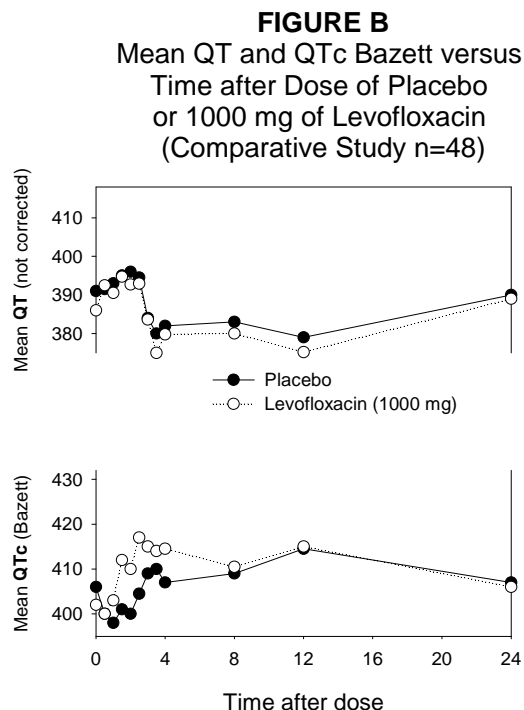 FIGURE B
Mean QT and QTc Bazett versus
Time after Dose of Placebo
or 1000 mg of Levofloxacin
(Comparative Study n=48)
Mean QT (not corrected)
410
400
390
380
Placebo
Levofloxacin (1000 mg)
Mean QTc (Bazett)
430
420
410
400
0 4 8 12 16 20 24
Time after dose